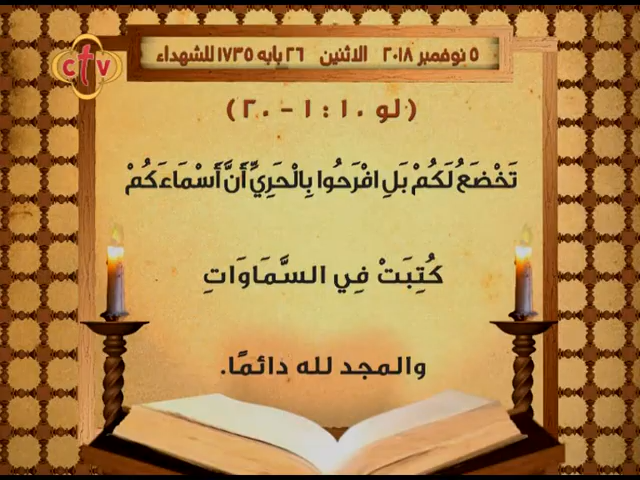 CTV
٥ نوفمبر ٢٠١٨ الاثنين ٢٦ بابه ١٧٣٥ للشهداء
(لو ١٠ : ١ - ٢٠)
تَخْضَعُ لَكُمْ بَلِ افْرَحُوا بِالْحَرِيِّ أَنَّ أَسْمَاءَكُمْ
كُتِبَتْ فِي السَّمَاوَاتِ
والمجد لله دائمًا.